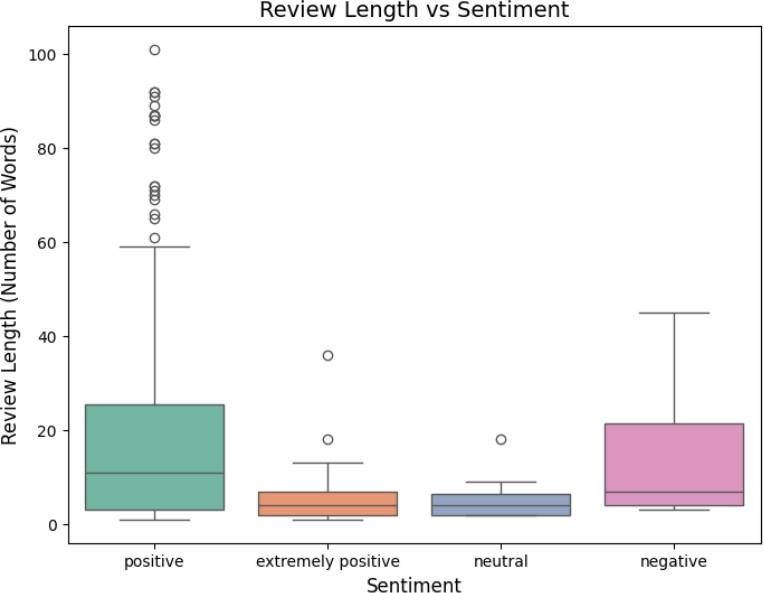 Review Length vs Sentiment
Review Length (Number of Words)
100
80
60
40
20
0
positive
extremely positive
neutral
negative
Sentiment